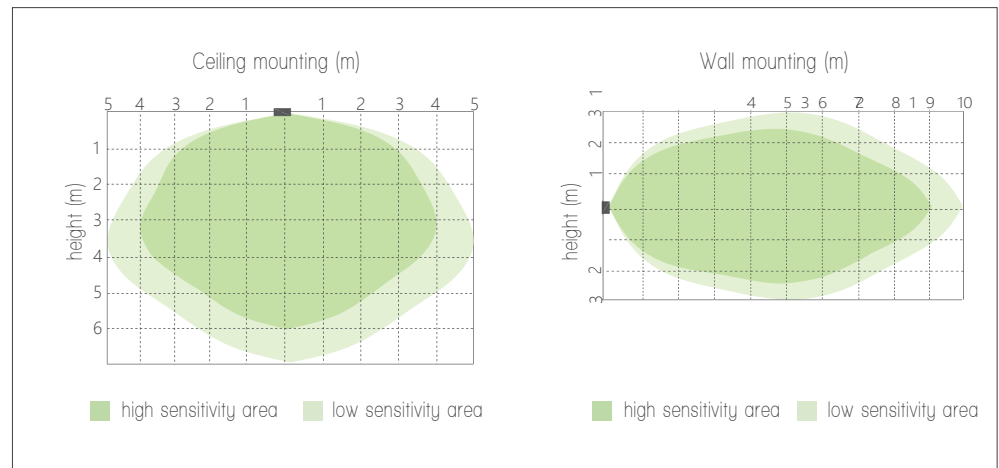 Ceiling mounting (m)
5 4 3 2 1 1 2 3 4 5
1
2
3
4
5
6
height (m)
high sensitivity area
low sensitivity area
Wall mounting (m)
1
4 5 3 6 7 2 8 1 9 10
3
2
1
2
3
height (m)
high sensitivity area
low sensitivity area